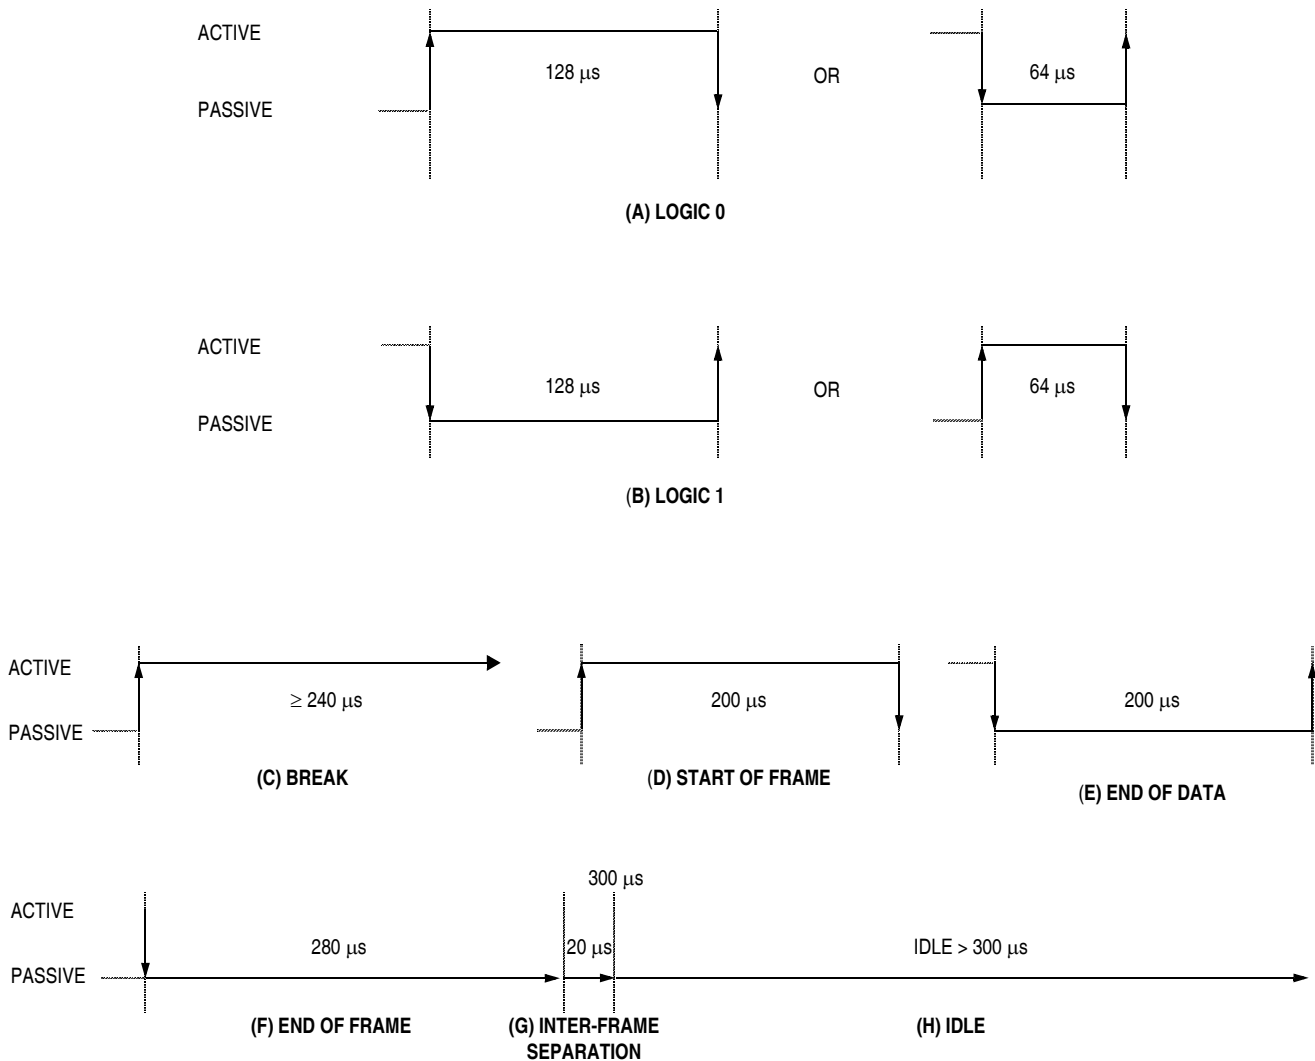 ACTIVE
128 μs
OR
64 μs
PASSIVE
(A) LOGIC 0
ACTIVE
128 μs
OR
64 μs
PASSIVE
(B) LOGIC 1
ACTIVE
≥ 240 μs
200 μs
200 μs
PASSIVE
(C) BREAK
(D) START OF FRAME
(E) END OF DATA
300 μs
ACTIVE
280 μs
20 μs
IDLE > 300 μs
PASSIVE
(F) END OF FRAME
(G) INTER-FRAME
SEPARATION
(H) IDLE